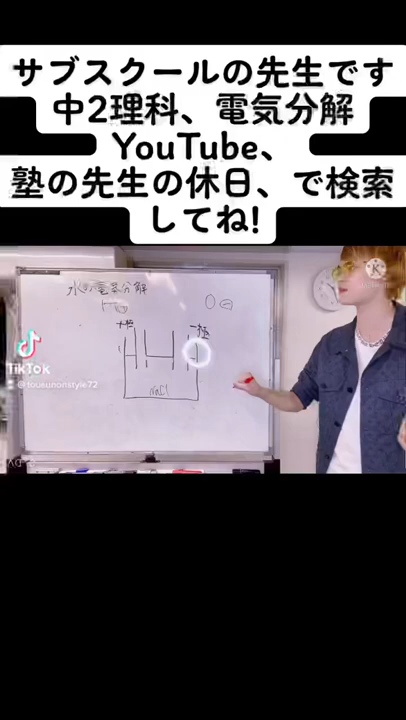 サブスクールの先生です
中2理科、電気分解
YouTube、
塾の先生の休日、で検索
してね!
水の電気分解
+極
-極
NaCl
TikTok